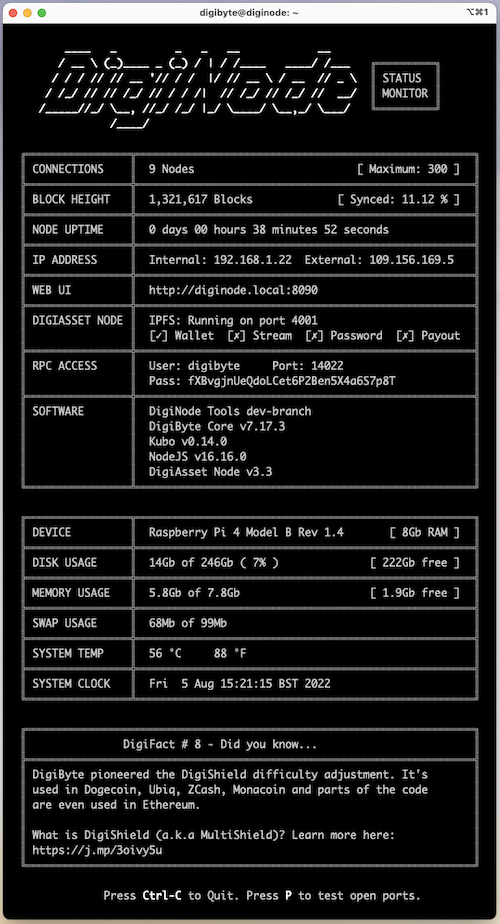 digibyte@diginode: ~ ⌥⌘1
DigiNode
STATUS
MONITOR
CONNECTIONS 9 Nodes [ Maximum: 300 ]
BLOCK HEIGHT 1,321,617 Blocks [ Synced: 11.12 % ]
NODE UPTIME 0 days 00 hours 38 minutes 52 seconds
IP ADDRESS Internal: 192.168.1.22 External: 109.156.169.5
WEB UI http://diginode.local:8090
DIGIASSET NODE IPFS: Running on port 4001
[✓] Wallet [✗] Stream [✗] Password [✗] Payout
RPC ACCESS User: digibyte Port: 14022
Pass: fXBvgjnUeQdoLCet6P2Ben5X4a6S7p8T
SOFTWARE DigiNode Tools dev-branch
DigiByte Core v7.17.3
Kubo v0.14.0
NodeJS v16.16.0
DigiAsset Node v3.3
DEVICE Raspberry Pi 4 Model B Rev 1.4 [ 8Gb RAM ]
DISK USAGE 14Gb of 246Gb ( 7% ) [ 222Gb free ]
MEMORY USAGE 5.8Gb of 7.8Gb [ 1.9Gb free ]
SWAP USAGE 68Mb of 99Mb
SYSTEM TEMP 56 °C 88 °F
SYSTEM CLOCK Fri 5 Aug 15:21:15 BST 2022
DigiFact # 8 - Did you know...
DigiByte pioneered the DigiShield difficulty adjustment. It's
used in Dogecoin, Ubiq, ZCash, Monacoin and parts of the code
are even used in Ethereum.
What is DigiShield (a.k.a MultiShield)? Learn more here:
https://j.mp/3oivy5u
Press Ctrl-C to Quit. Press P to test open ports.